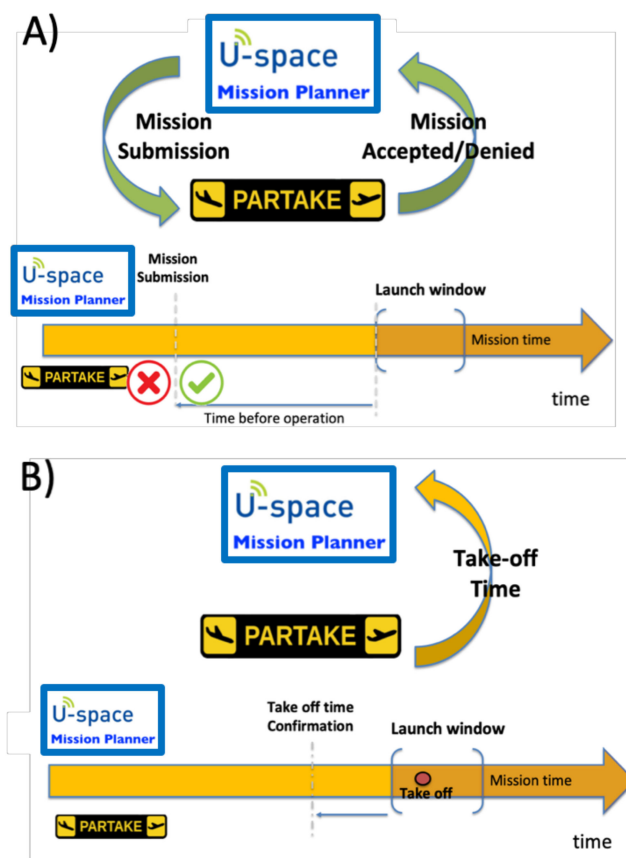 A)
U-space
Mission Planner
Mission
Submission
Mission
Accepted/Denied
PARTAKE
U-space
Mission Planner
Mission
Submission
Launch window
Mission time
PARTAKE
time
Time before operation
B)
U-space
Mission Planner
Take-off
Time
PARTAKE
U-space
Mission Planner
Take off time
Confirmation
Launch window
Mission time
Take off
PARTAKE
time